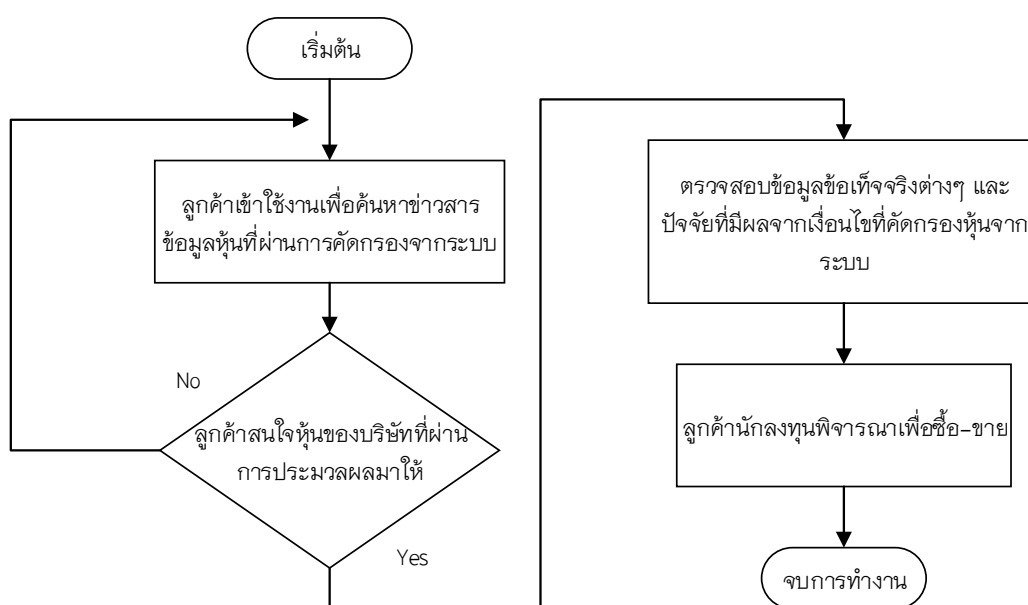 เริ่มต้น
ลูกค้าเข้าใช้งานเพื่อค้นหาข่าวสาร
ข้อมูลหุ้นที่ผ่านการคัดกรองจากระบบ
No
ลูกค้าสนใจหุ้นของบริษัทที่ผ่าน
การประมวลผลมาให้
Yes
ตรวจสอบข้อมูลข้อเท็จจริงต่างๆ และ
ปัจจัยที่มีผลจากเงื่อนไขที่คัดกรองหุ้นจาก
ระบบ
ลูกค้านักลงทุนพิจารณาเพื่อซื้อ-ขาย
จบการทำงาน